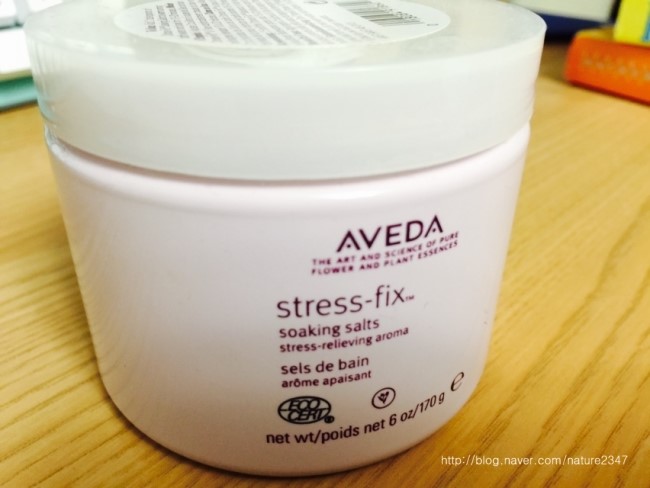 AVEDA
THE ART AND SCIENCE OF PURE
FLOWER AND PLANT ESSENCES
stress-fix™
soaking salts
stress-relieving aroma
sels de bain
arôme apaisant
ECO
CERT®
net wt/poids net 6 oz/170 g ℮
http://blog.naver.com/nature2347